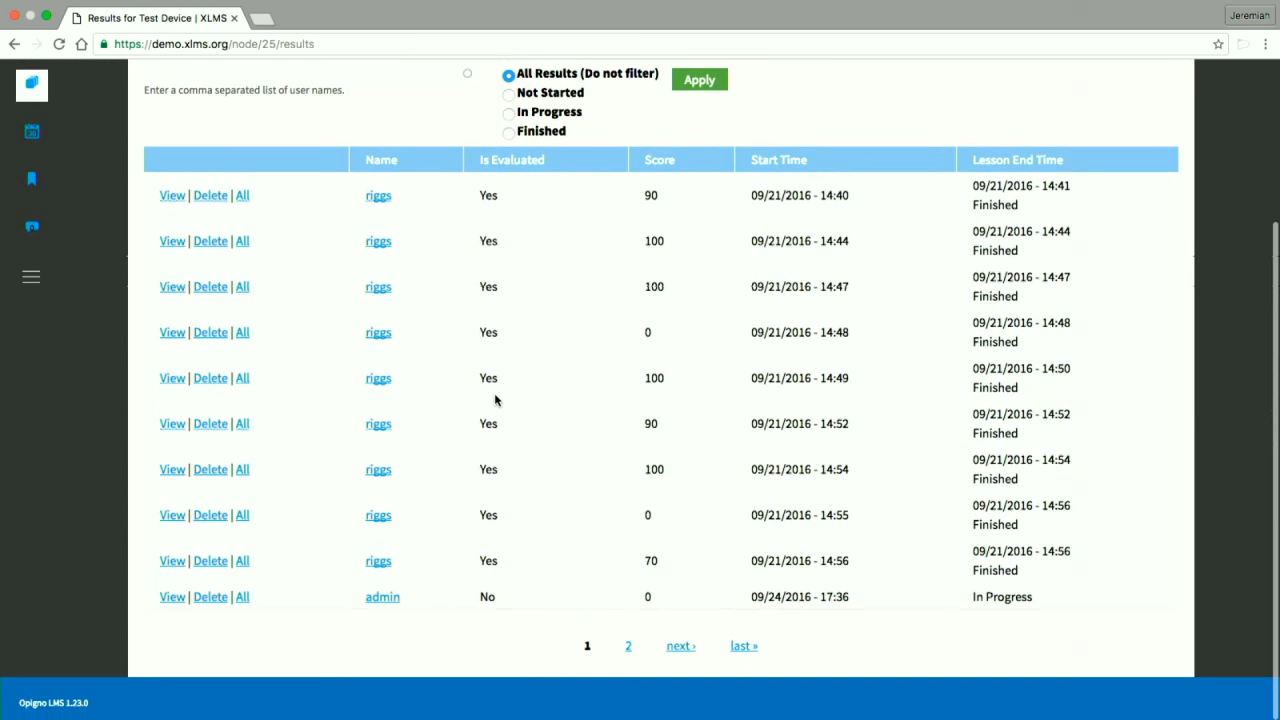 Results for Test Device | XLMS
Jeremiah
https://demo.xlms.org/node/25/results
All Results (Do not filter)
Apply
Enter a comma separated list of user names.
Not Started
In Progress
Finished
Name Is Evaluated Score Start Time Lesson End Time
View | Delete | All riggs Yes 90 09/21/2016 - 14:40 09/21/2016 - 14:41
Finished
View | Delete | All riggs Yes 100 09/21/2016 - 14:44 09/21/2016 - 14:44
Finished
View | Delete | All riggs Yes 100 09/21/2016 - 14:47 09/21/2016 - 14:47
Finished
View | Delete | All riggs Yes 0 09/21/2016 - 14:48 09/21/2016 - 14:48
Finished
View | Delete | All riggs Yes 100 09/21/2016 - 14:49 09/21/2016 - 14:50
Finished
View | Delete | All riggs Yes 90 09/21/2016 - 14:52 09/21/2016 - 14:52
Finished
View | Delete | All riggs Yes 100 09/21/2016 - 14:54 09/21/2016 - 14:54
Finished
View | Delete | All riggs Yes 0 09/21/2016 - 14:55 09/21/2016 - 14:56
Finished
View | Delete | All riggs Yes 70 09/21/2016 - 14:56 09/21/2016 - 14:56
Finished
View | Delete | All admin No 0 09/24/2016 - 17:36 In Progress
1 2 next › last »
Opigno LMS 1.23.0